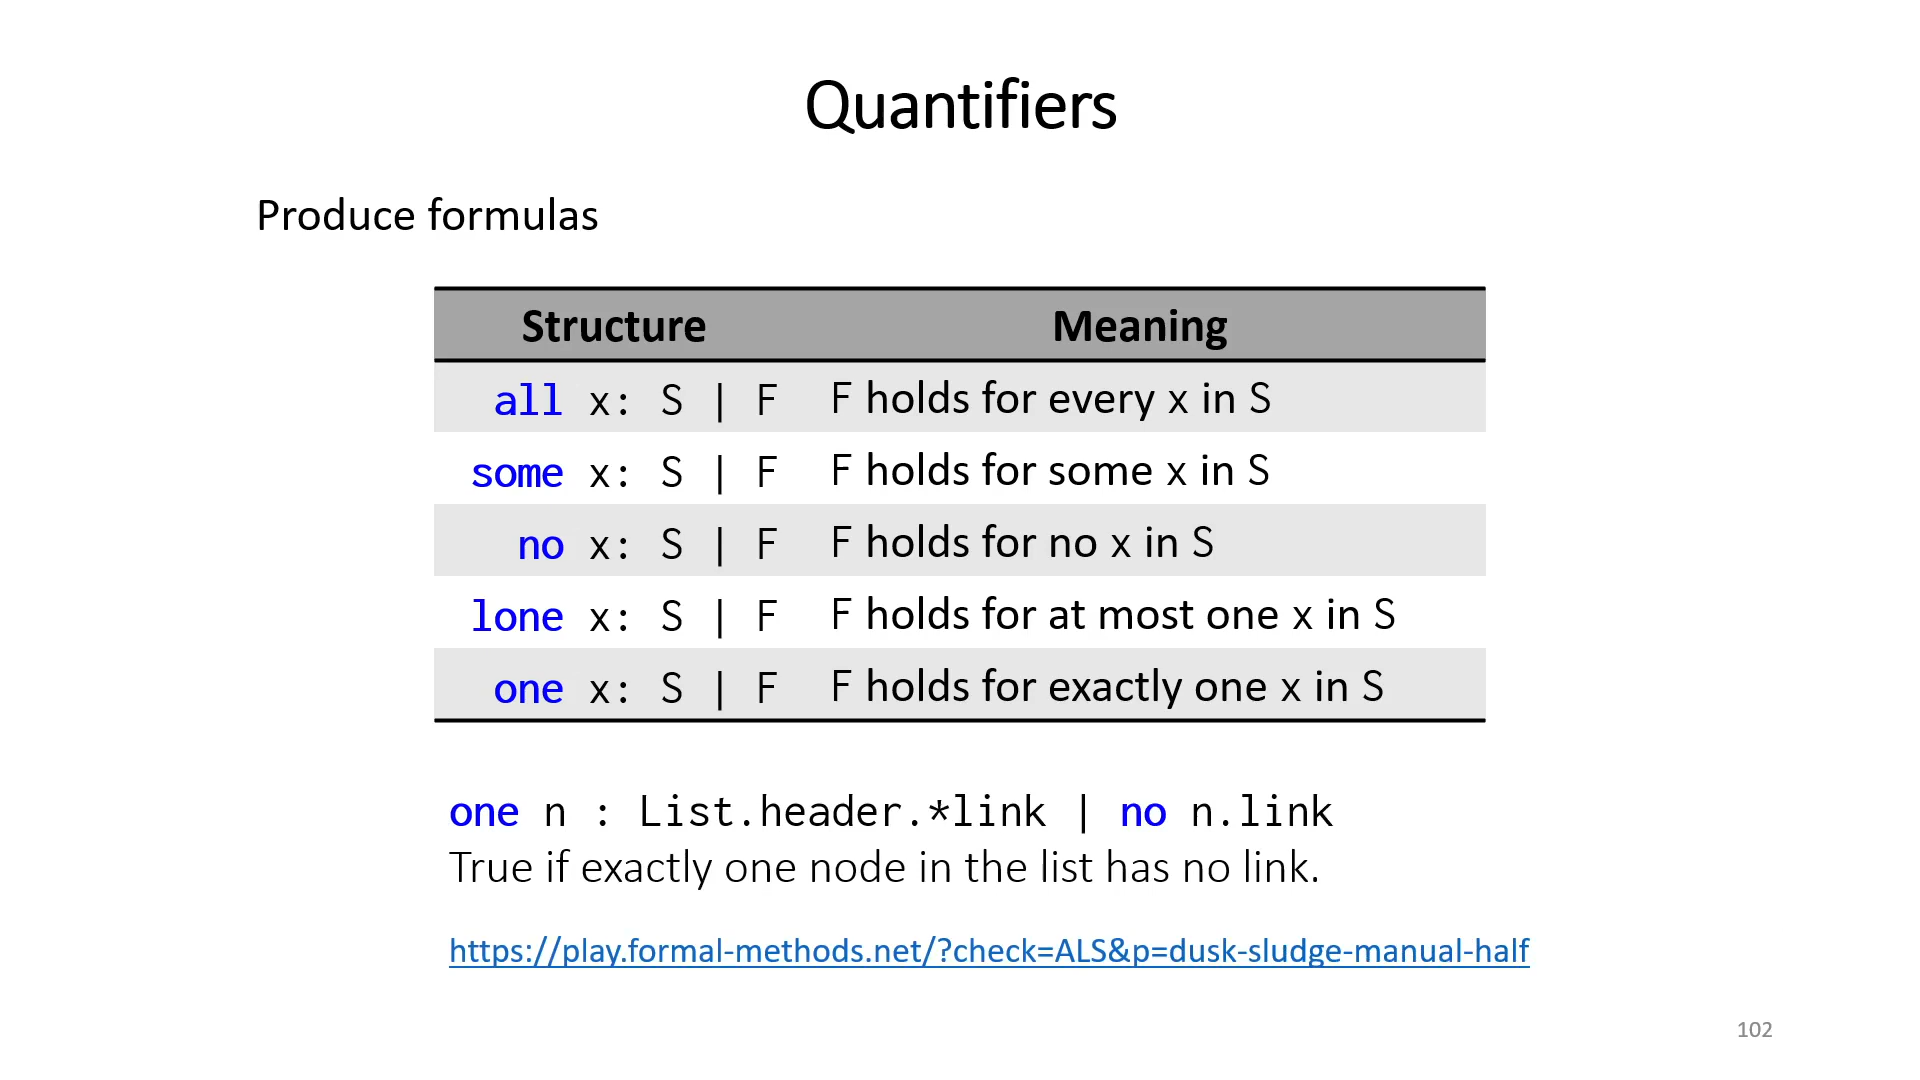 Quantifiers
Produce formulas
Structure Meaning
all x: S | F F holds for every x in S
some x: S | F F holds for some x in S
no x: S | F F holds for no x in S
lone x: S | F F holds for at most one x in S
one x: S | F F holds for exactly one x in S
one n : List.header.*link | no n.link
True if exactly one node in the list has no link.
https://play.formal-methods.net/?check=ALS&p=dusk-sludge-manual-half
102